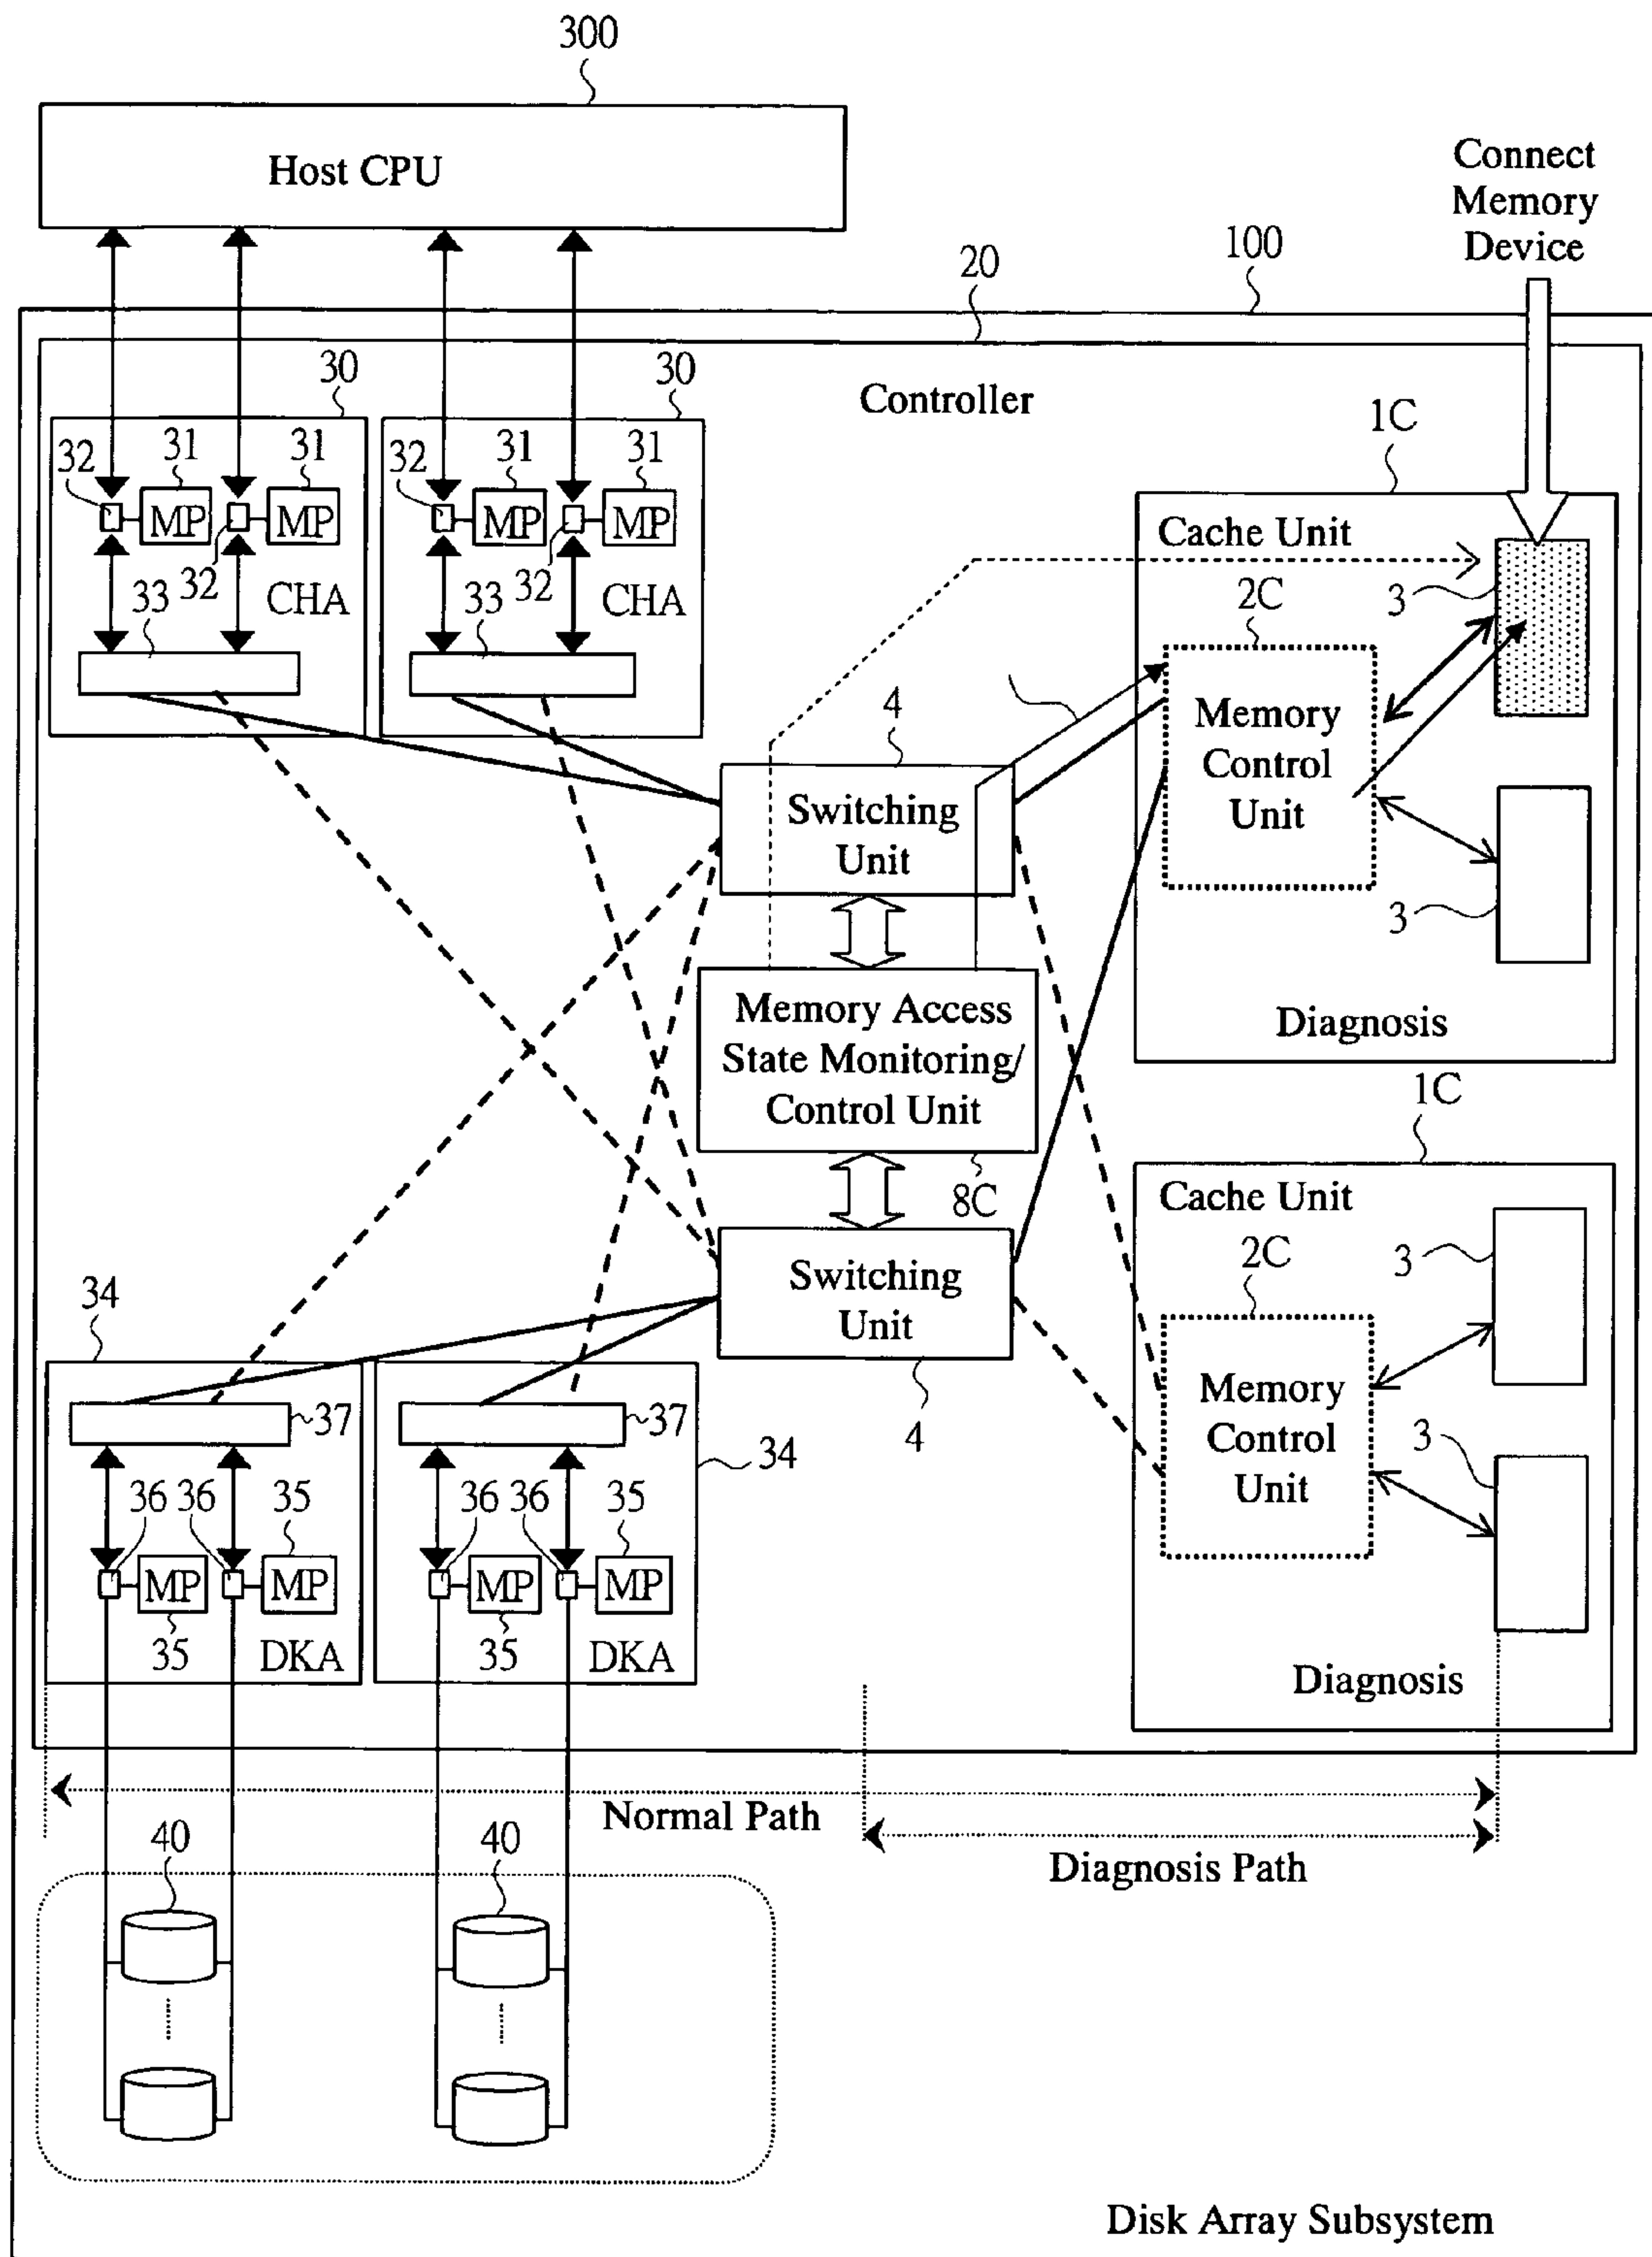 300
Host CPU
Connect
Memory
Device
20
100
30
30
Controller
1C
32
31
31
32
31
31
MP
MP
MP
MP
Cache Unit
33
32
CHA
33
32
CHA
2C
3
4
Memory
Control
Unit
Switching
Unit
3
Memory Access
State Monitoring/
Control Unit
Diagnosis
1C
8C
Cache Unit
2C
3
Switching
Unit
34
4
Memory
Control
Unit
3
37
37
34
36
36
35
36
36
35
MP
MP
MP
MP
35
DKA
35
DKA
Diagnosis
Normal Path
40
40
Diagnosis Path
Disk Array Subsystem